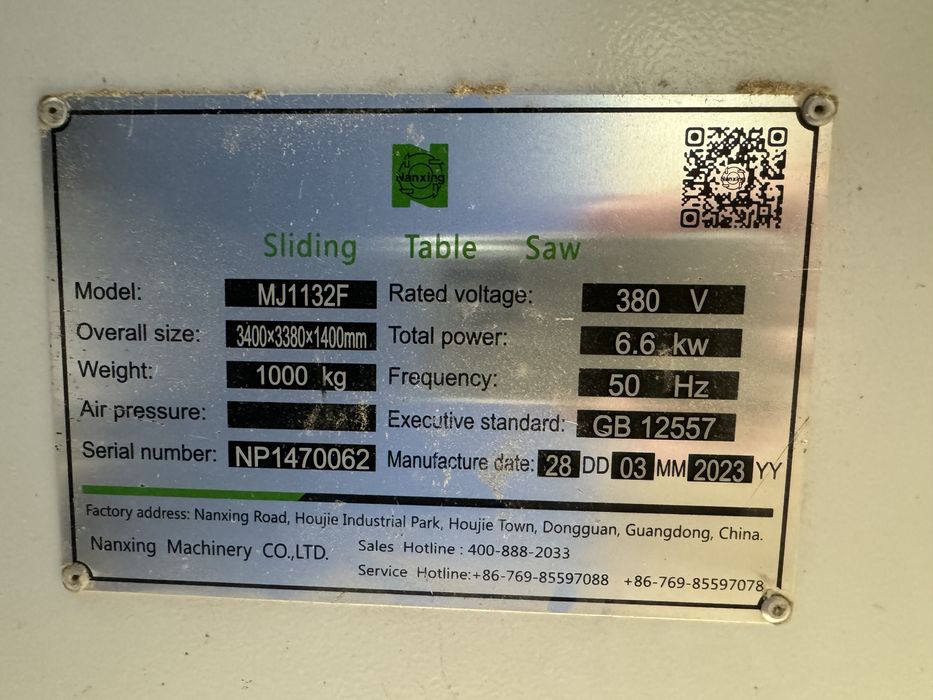 Nanxing
Nanxing
Sliding Table Saw
Model: MJ1132F Rated voltage: 380 V
Overall size: 3400×3380×1400mm Total power: 6.6 kw
Weight: 1000 kg Frequency: 50 Hz
Air pressure: Executive standard: GB 12557
Serial number: NP1470062 Manufacture date: 28 DD 03 MM 2023 YY
Factory address: Nanxing Road, Houjie Industrial Park, Houjie Town, Dongguan, Guangdong, China.
Nanxing Machinery CO.,LTD. Sales Hotline : 400-888-2033
Service Hotline:+86-769-85597088 +86-769-85597078